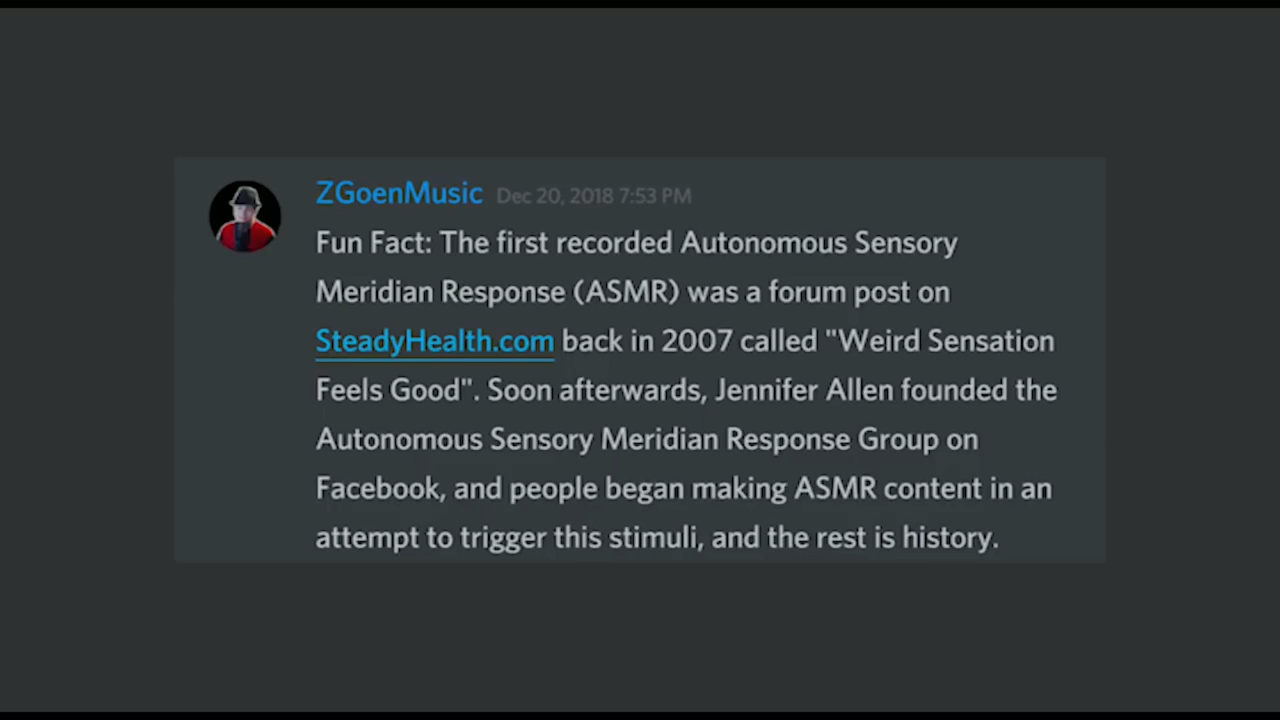 ZGoenMusic Dec 20, 2018 7:53 PM
Fun Fact: The first recorded Autonomous Sensory
Meridian Response (ASMR) was a forum post on
SteadyHealth.com back in 2007 called "Weird Sensation
Feels Good". Soon afterwards, Jennifer Allen founded the
Autonomous Sensory Meridian Response Group on
Facebook, and people began making ASMR content in an
attempt to trigger this stimuli, and the rest is history.